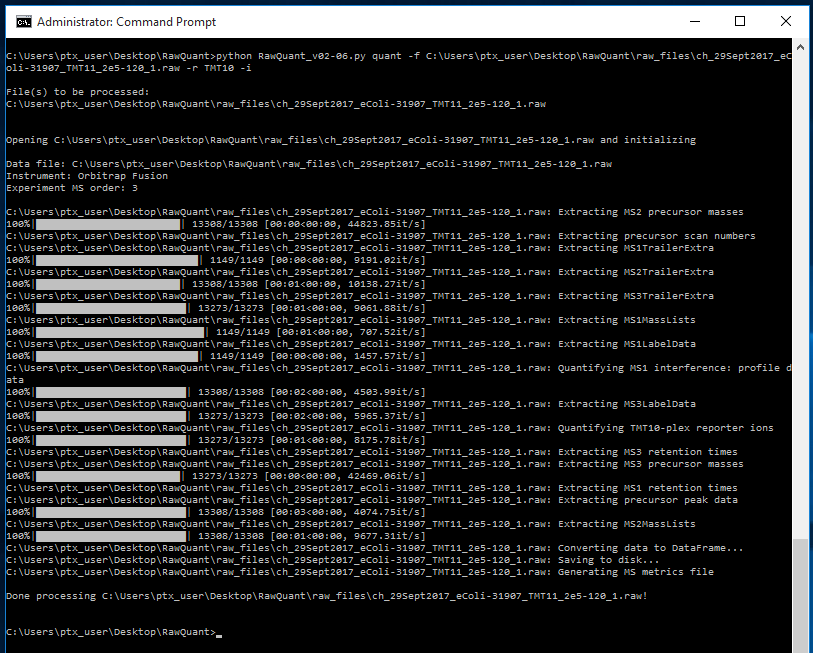 Administrator: Command Prompt
C:\Users\ptx_user\Desktop\RawQuant>python RawQuant_v02-06.py quant -f C:\Users\ptx_user\Desktop\RawQuant\raw_files\ch_29Sept2017_eC
oli-31907_TMT11_2e5-120_1.raw -r TMT10 -i
File(s) to be processed:
C:\Users\ptx_user\Desktop\RawQuant\raw_files\ch_29Sept2017_eColi-31907_TMT11_2e5-120_1.raw
Opening C:\Users\ptx_user\Desktop\RawQuant\raw_files\ch_29Sept2017_eColi-31907_TMT11_2e5-120_1.raw and initializing
Data file: C:\Users\ptx_user\Desktop\RawQuant\raw_files\ch_29Sept2017_eColi-31907_TMT11_2e5-120_1.raw
Instrument: Orbitrap Fusion
Experiment MS order: 3
C:\Users\ptx_user\Desktop\RawQuant\raw_files\ch_29Sept2017_eColi-31907_TMT11_2e5-120_1.raw: Extracting MS2 precursor masses
100%| | 13308/13308 [00:00<00:00, 44823.85it/s]
C:\Users\ptx_user\Desktop\RawQuant\raw_files\ch_29Sept2017_eColi-31907_TMT11_2e5-120_1.raw: Extracting precursor scan numbers
C:\Users\ptx_user\Desktop\RawQuant\raw_files\ch_29Sept2017_eColi-31907_TMT11_2e5-120_1.raw: Extracting MS1TrailerExtra
100%| | 1149/1149 [00:00<00:00, 9191.02it/s]
C:\Users\ptx_user\Desktop\RawQuant\raw_files\ch_29Sept2017_eColi-31907_TMT11_2e5-120_1.raw: Extracting MS2TrailerExtra
100%| | 13308/13308 [00:01<00:00, 10138.27it/s]
C:\Users\ptx_user\Desktop\RawQuant\raw_files\ch_29Sept2017_eColi-31907_TMT11_2e5-120_1.raw: Extracting MS3TrailerExtra
100%| | 13273/13273 [00:01<00:00, 9061.88it/s]
C:\Users\ptx_user\Desktop\RawQuant\raw_files\ch_29Sept2017_eColi-31907_TMT11_2e5-120_1.raw: Extracting MS1MassLists
100%| | 1149/1149 [00:01<00:00, 707.52it/s]
C:\Users\ptx_user\Desktop\RawQuant\raw_files\ch_29Sept2017_eColi-31907_TMT11_2e5-120_1.raw: Extracting MS1LabelData
100%| | 1149/1149 [00:00<00:00, 1457.57it/s]
C:\Users\ptx_user\Desktop\RawQuant\raw_files\ch_29Sept2017_eColi-31907_TMT11_2e5-120_1.raw: Quantifying MS1 interference: profile d
ata
100%| | 13308/13308 [00:02<00:00, 4503.99it/s]
C:\Users\ptx_user\Desktop\RawQuant\raw_files\ch_29Sept2017_eColi-31907_TMT11_2e5-120_1.raw: Extracting MS3LabelData
100%| | 13273/13273 [00:02<00:00, 5965.37it/s]
C:\Users\ptx_user\Desktop\RawQuant\raw_files\ch_29Sept2017_eColi-31907_TMT11_2e5-120_1.raw: Quantifying TMT10-plex reporter ions
100%| | 13273/13273 [00:01<00:00, 8175.78it/s]
C:\Users\ptx_user\Desktop\RawQuant\raw_files\ch_29Sept2017_eColi-31907_TMT11_2e5-120_1.raw: Extracting MS3 retention times
C:\Users\ptx_user\Desktop\RawQuant\raw_files\ch_29Sept2017_eColi-31907_TMT11_2e5-120_1.raw: Extracting MS3 precursor masses
100%| | 13273/13273 [00:00<00:00, 42469.06it/s]
C:\Users\ptx_user\Desktop\RawQuant\raw_files\ch_29Sept2017_eColi-31907_TMT11_2e5-120_1.raw: Extracting MS1 retention times
C:\Users\ptx_user\Desktop\RawQuant\raw_files\ch_29Sept2017_eColi-31907_TMT11_2e5-120_1.raw: Extracting precursor peak data
100%| | 13308/13308 [00:03<00:00, 4074.75it/s]
C:\Users\ptx_user\Desktop\RawQuant\raw_files\ch_29Sept2017_eColi-31907_TMT11_2e5-120_1.raw: Extracting MS2MassLists
100%| | 13308/13308 [00:01<00:00, 9677.31it/s]
C:\Users\ptx_user\Desktop\RawQuant\raw_files\ch_29Sept2017_eColi-31907_TMT11_2e5-120_1.raw: Converting data to DataFrame...
C:\Users\ptx_user\Desktop\RawQuant\raw_files\ch_29Sept2017_eColi-31907_TMT11_2e5-120_1.raw: Saving to disk...
C:\Users\ptx_user\Desktop\RawQuant\raw_files\ch_29Sept2017_eColi-31907_TMT11_2e5-120_1.raw: Generating MS metrics file
Done processing C:\Users\ptx_user\Desktop\RawQuant\raw_files\ch_29Sept2017_eColi-31907_TMT11_2e5-120_1.raw!
C:\Users\ptx_user\Desktop\RawQuant>